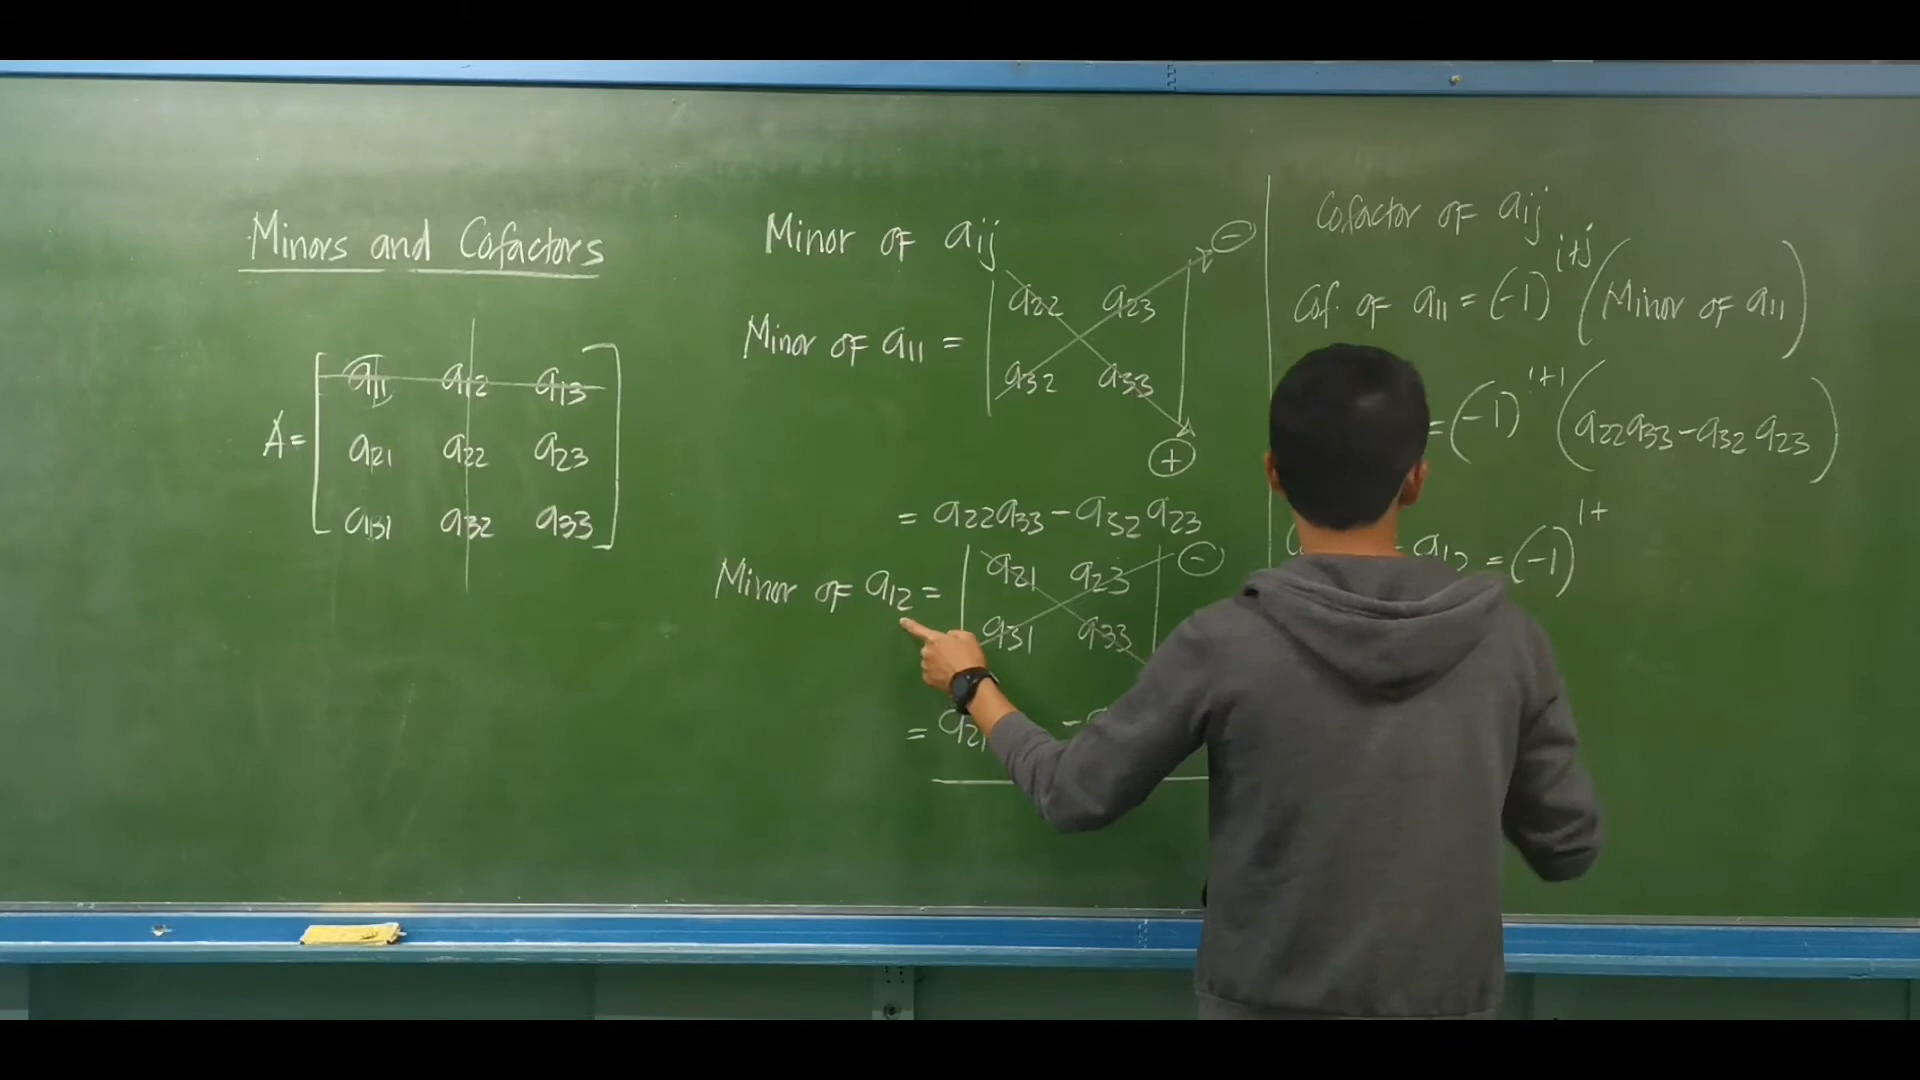 Minors and Cofactors
A = [ a11 a12 a13
a21 a22 a23
a31 a32 a33 ]
Minor of aij
Minor of a11 = | a22 a23
a32 a33 |
-
+
= a22a33 - a32a23
Minor of a12 = | a21 a23
a31 a33 |
-
= a21 -
Cofactor of aij
Cof. of a11 = (-1)^i+j (Minor of a11)
= (-1)^1+1 (a22a33 - a32a23)
a12 = (-1)^1+